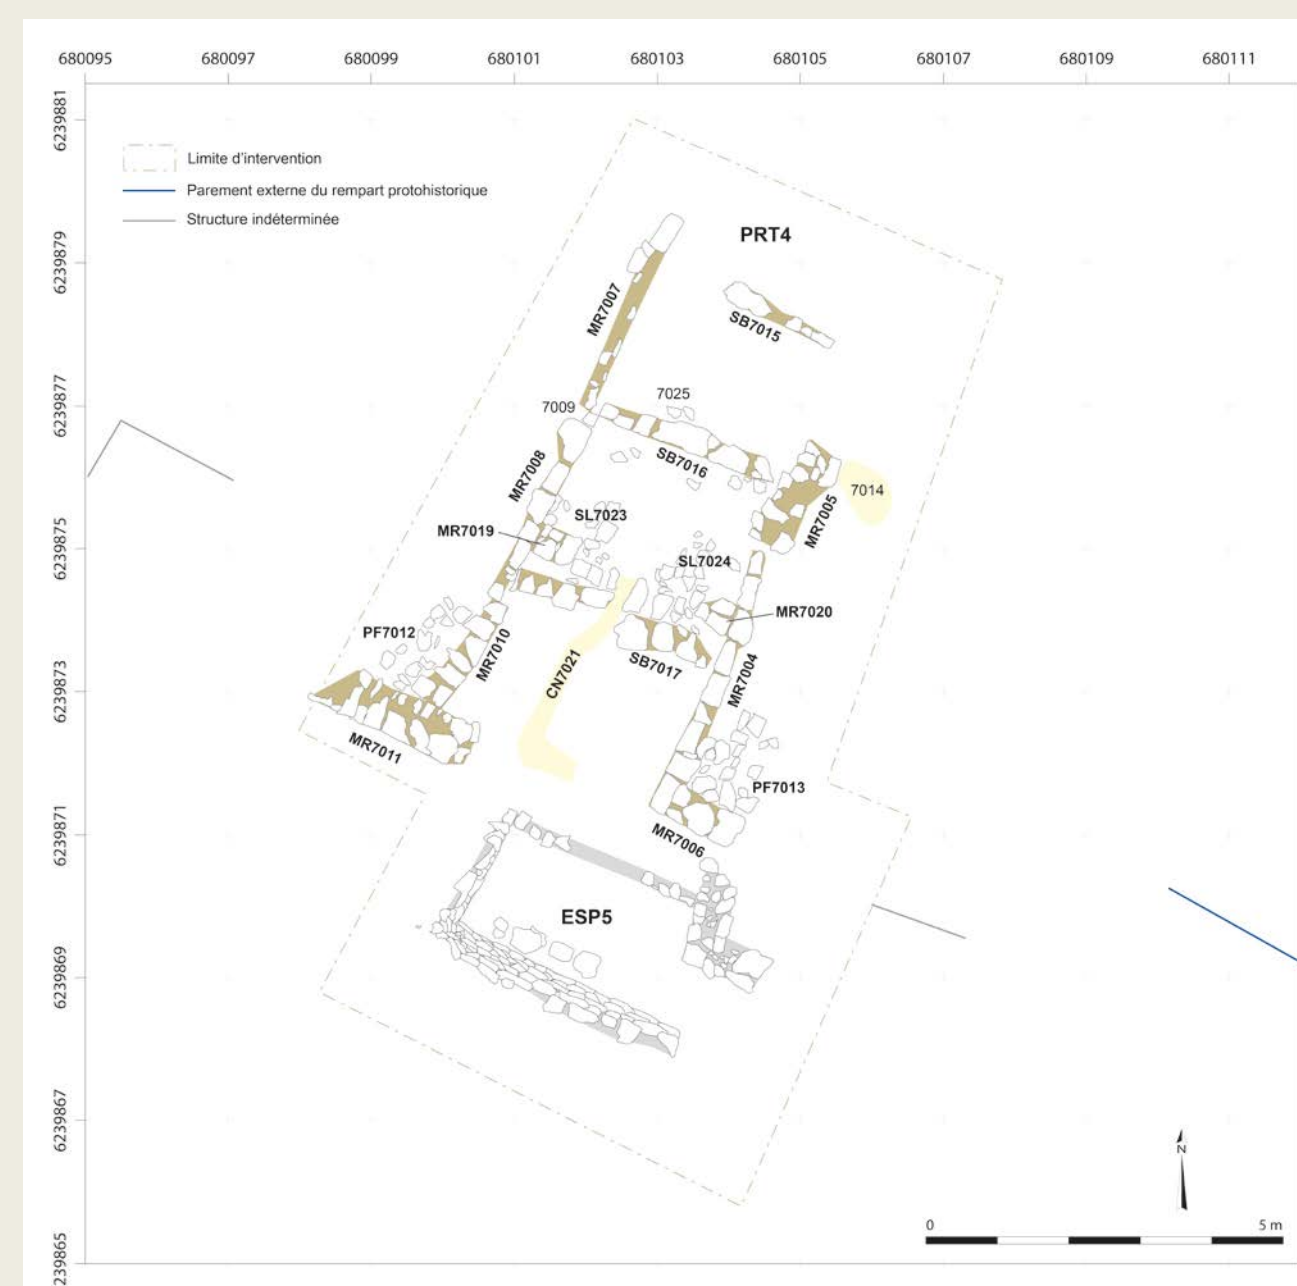 680095 680097 680099 680101 680103 680105 680107 680109 680111
6239881
Limite d'intervention
Parement externe du rempart protohistorique
Structure indéterminée
PRT4
6239879
MR7007
SB7015
6239877
7009
7025
SB7016
MR7008
7014
MR7005
SL7023
MR7019
6239875
SL7024
MR7020
PF7012
MR7010
CN7021
SB7017
MR7004
6239873
MR7011
PF7013
MR7006
6239871
ESP5
6239869
6239867
N
0 5 m
6239865